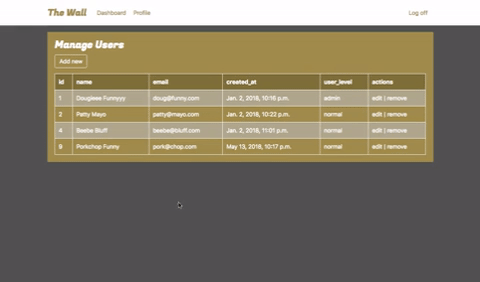 The Wall Dashboard Profile Log off
Manage Users
Add new
id name email created_at user_level actions
1 Dougieee Funnyyy doug@funny.com Jan. 2, 2018, 10:16 p.m. admin edit | remove
2 Patty Mayo patty@mayo.com Jan. 2, 2018, 10:22 p.m. normal edit | remove
4 Beebe Bluff beebe@bluff.com Jan. 2, 2018, 11:01 p.m. normal edit | remove
9 Porkchop Funny pork@chop.com May 13, 2018, 10:17 p.m. normal edit | remove